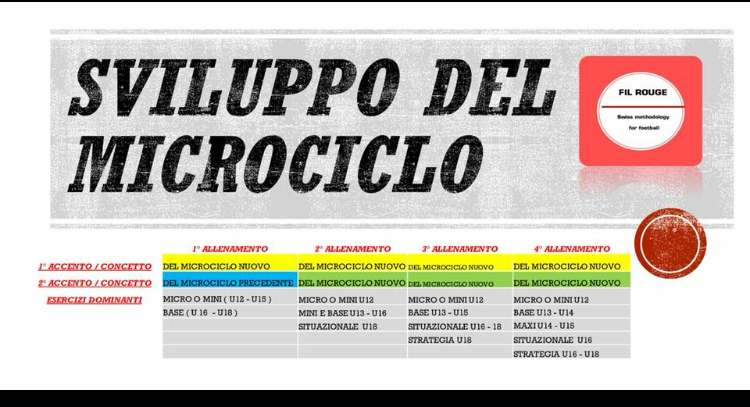 SVILUPPO DEL
MICROCICLO
FIL ROUGE
Swiss methodology
for football
1° ALLENAMENTO 2° ALLENAMENTO 3° ALLENAMENTO 4° ALLENAMENTO
1° ACCENTO / CONCETTO DEL MICROCICLO NUOVO DEL MICROCICLO NUOVO DEL MICROCICLO NUOVO DEL MICROCICLO NUOVO
2° ACCENTO / CONCETTO DEL MICROCICLO PRECEDENTE DEL MICROCICLO NUOVO DEL MICROCICLO NUOVO DEL MICROCICLO NUOVO
ESERCIZI DOMINANTI MICRO O MINI ( U12 - U15 ) MICRO O MINI U12 MICRO O MINI U12 MICRO O MINI U12
BASE ( U 16 - U18 ) MINI E BASE U13 - U16 BASE U13 - U15 BASE U13 - U14
SITUAZIONALE U18 SITUAZIONALE U16 - 18 MAXI U14 - U15
STRATEGIA U18 SITUAZIONALE U16
STRATEGIA U16 - U18